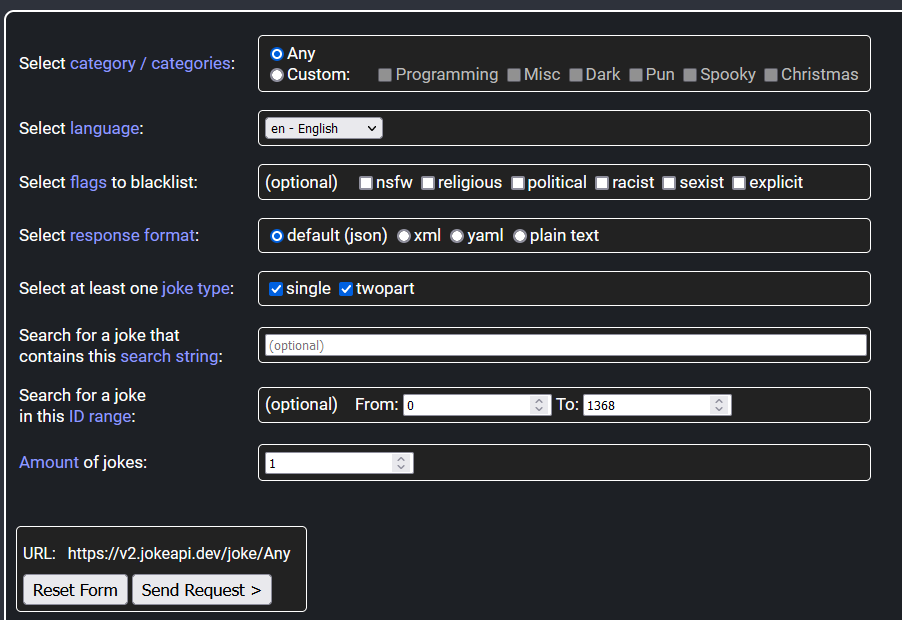 Select category / categories:
Any
Custom: Programming Misc Dark Pun Spooky Christmas
Select language:
en - English
Select flags to blacklist:
(optional) nsfw religious political racist sexist explicit
Select response format:
default (json) xml yaml plain text
Select at least one joke type:
single twopart
Search for a joke that
contains this search string:
(optional)
Search for a joke
in this ID range:
(optional) From: 0 To: 1368
Amount of jokes:
1
URL: https://v2.jokeapi.dev/joke/Any
Reset Form Send Request >